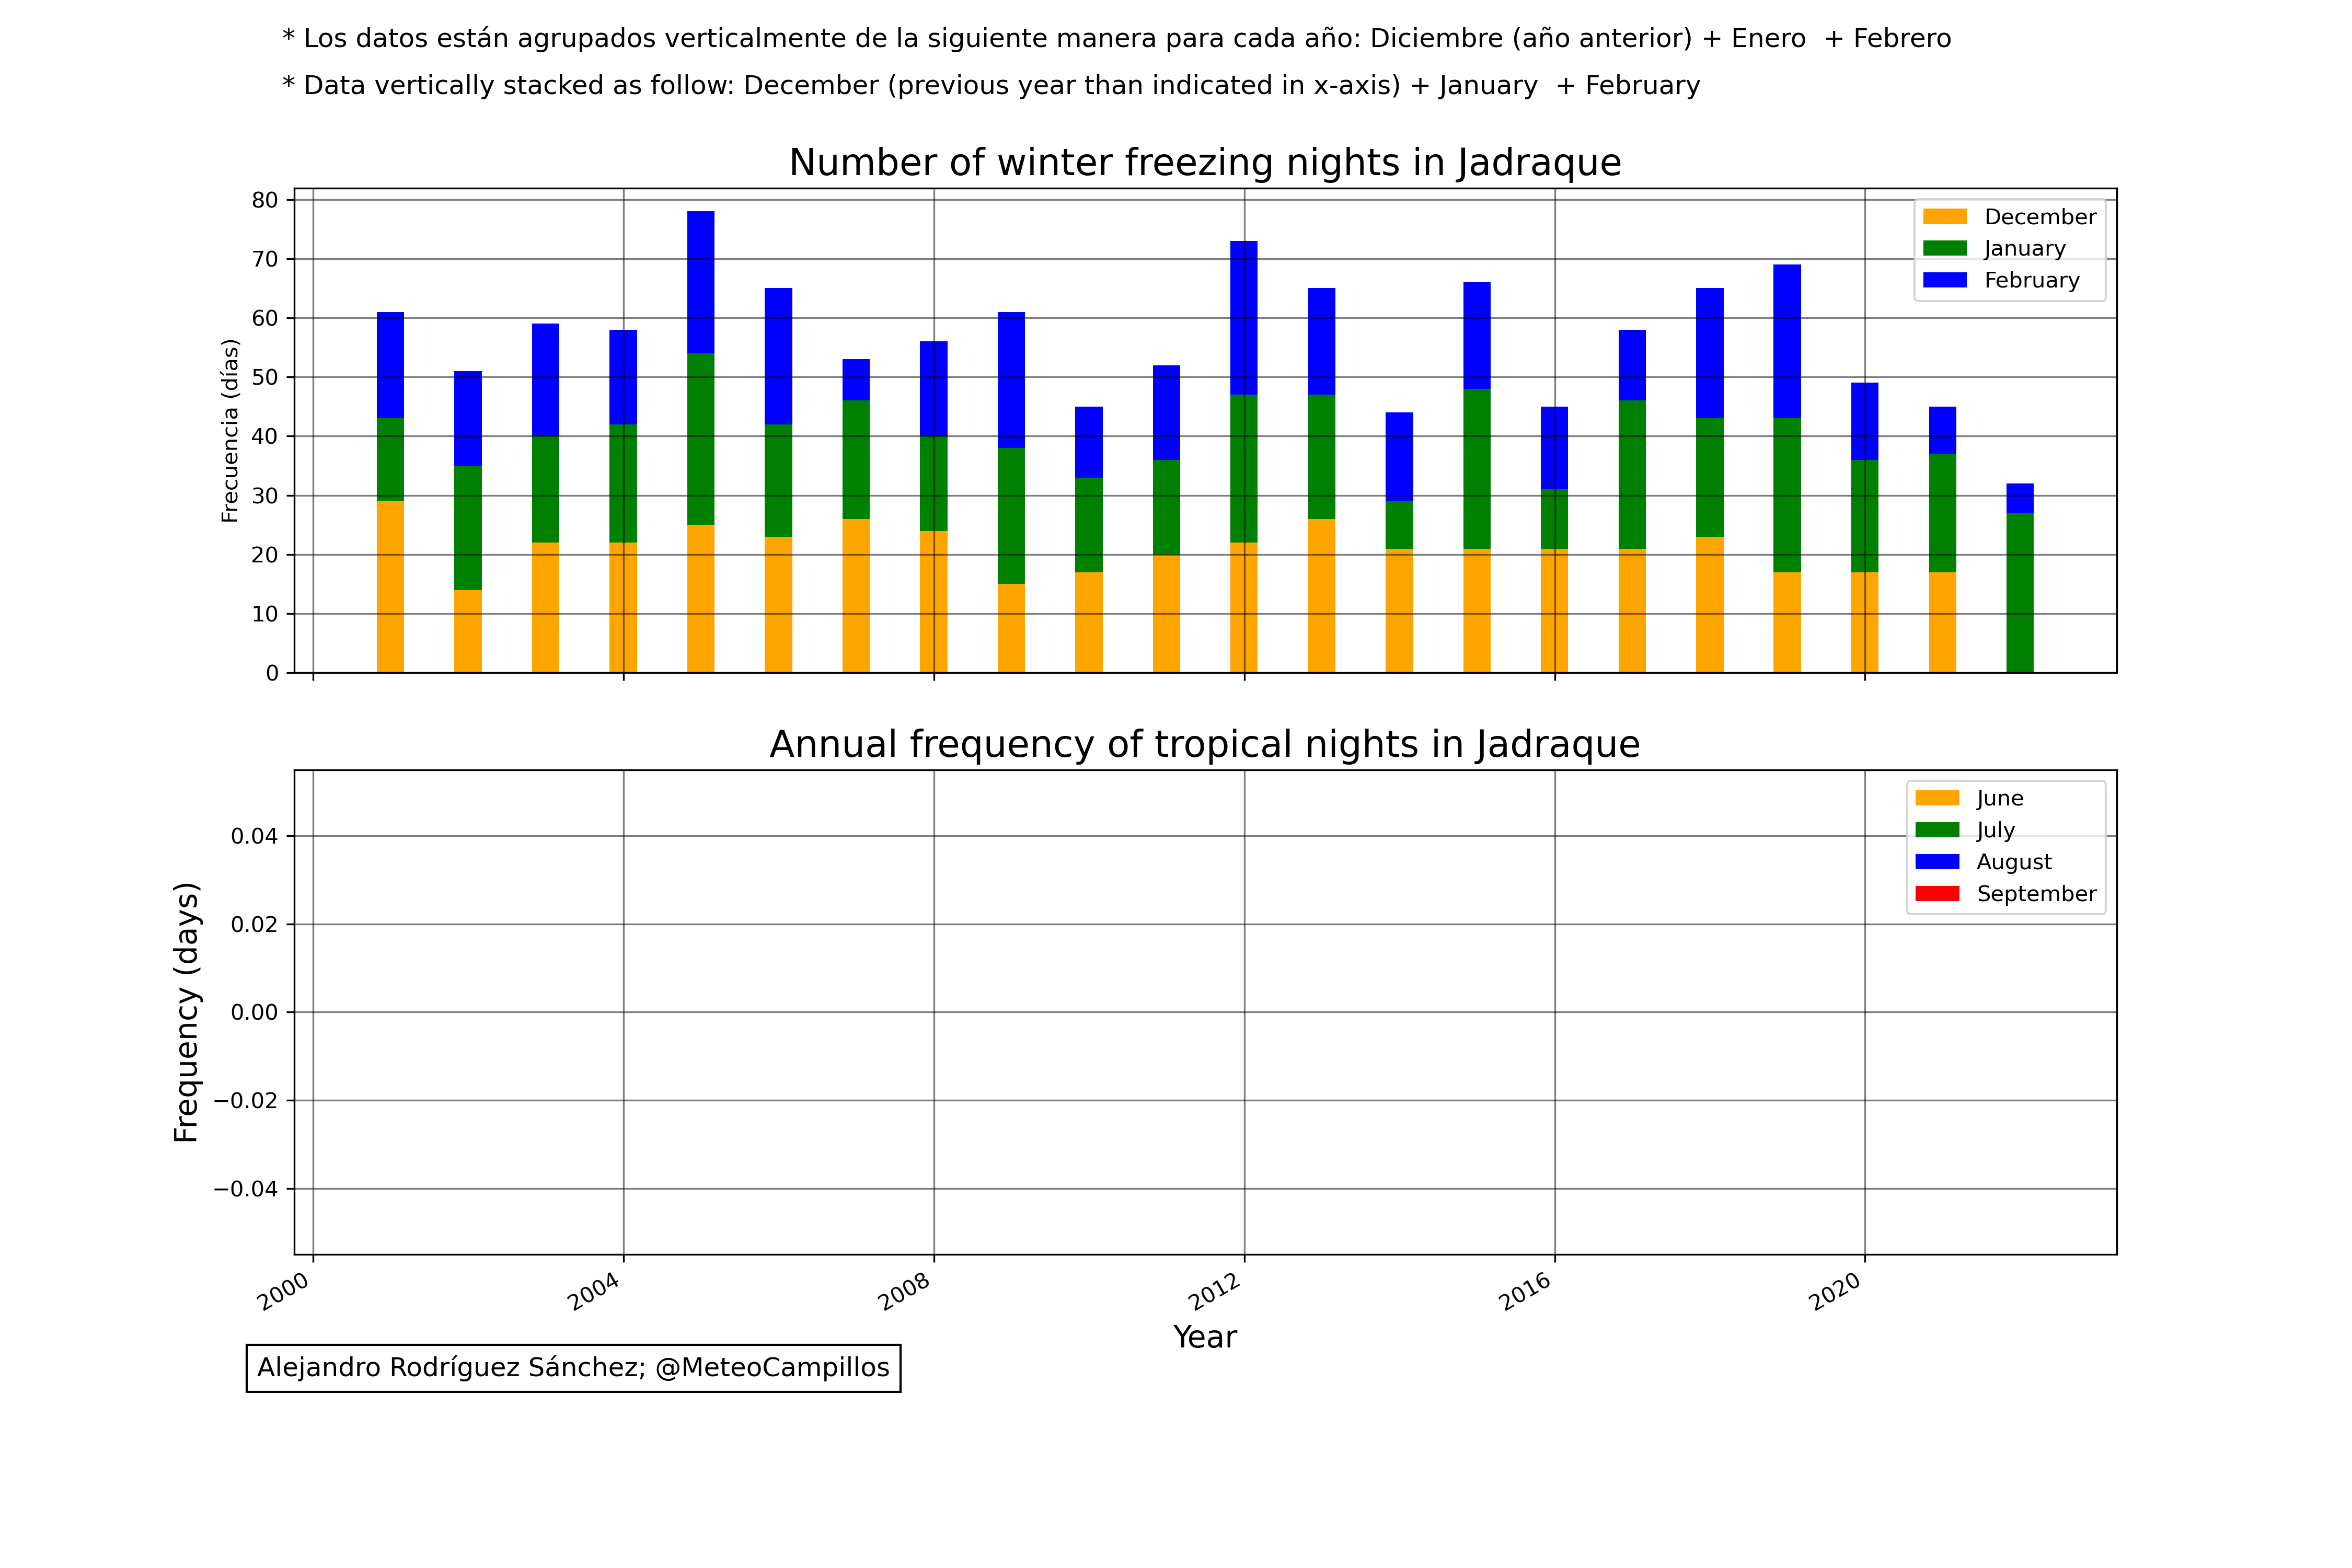 * Los datos están agrupados verticalmente de la siguiente manera para cada año: Diciembre (año anterior) + Enero  + Febrero
* Data vertically stacked as follow: December (previous year than indicated in x-axis) + January  + February
Number of winter freezing nights in Jadraque
Frecuencia (días)
80
70
60
50
40
30
20
10
0
December
January
February
Annual frequency of tropical nights in Jadraque
Frequency (days)
0.04
0.02
0.00
−0.02
−0.04
June
July
August
September
2000
2004
2008
2012
2016
2020
Year
Alejandro Rodríguez Sánchez; @MeteoCampillos